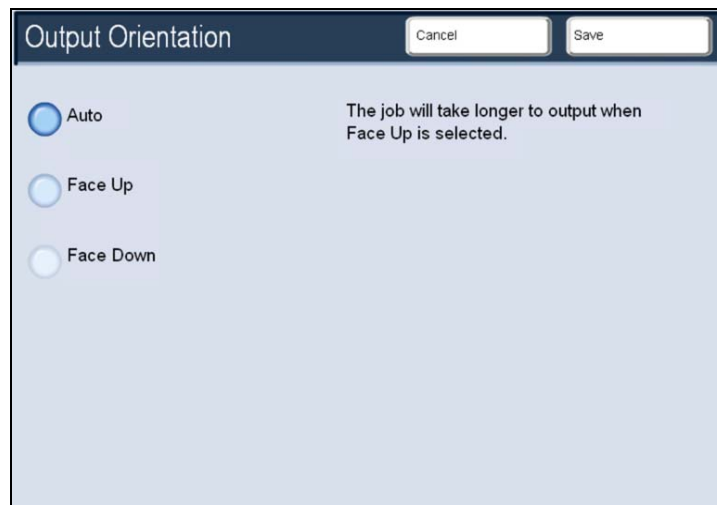 Output Orientation
Cancel
Save
Auto
The job will take longer to output when
Face Up is selected.
Face Up
Face Down